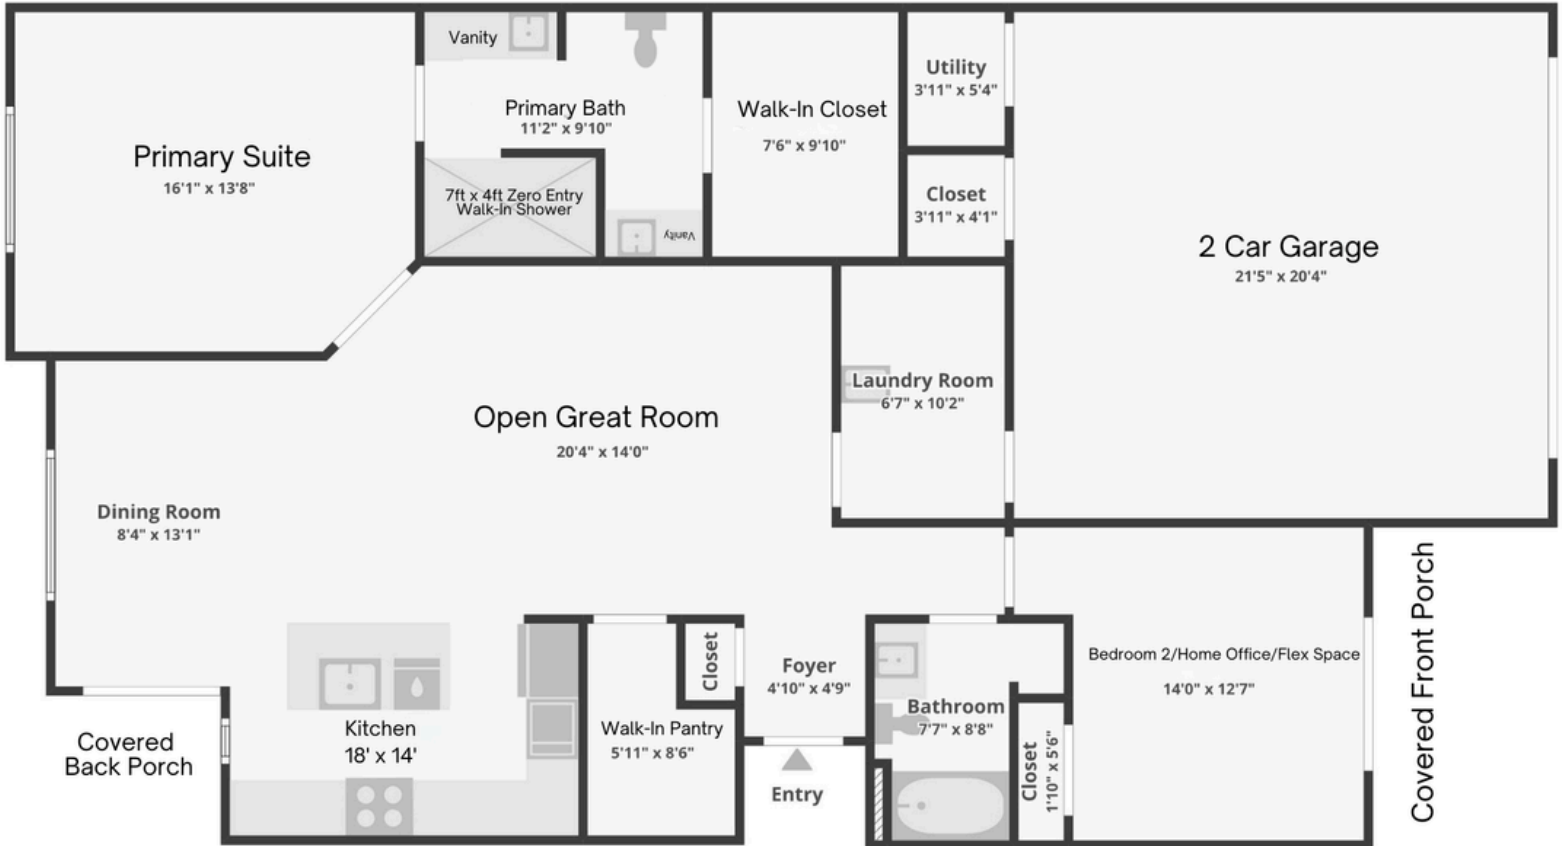 Vanity
Primary Bath
11'2" x 9'10"
Walk-In Closet
7'6" x 9'10"
Utility
3'11" x 5'4"
Primary Suite
16'1" x 13'8"
7ft x 4ft Zero Entry
Walk-In Shower
Vanity
Closet
3'11" x 4'1"
2 Car Garage
21'5" x 20'4"
Laundry Room
6'7" x 10'2"
Open Great Room
20'4" x 14'0"
Dining Room
8'4" x 13'1"
Closet
Foyer
4'10" x 4'9"
Bedroom 2/Home Office/Flex Space
14'0" x 12'7"
Covered Front Porch
Bathroom
7'7" x 8'8"
Kitchen
18' x 14'
Walk-In Pantry
5'11" x 8'6"
Covered
Back Porch
Closet
1'10" x 5'6"
Entry